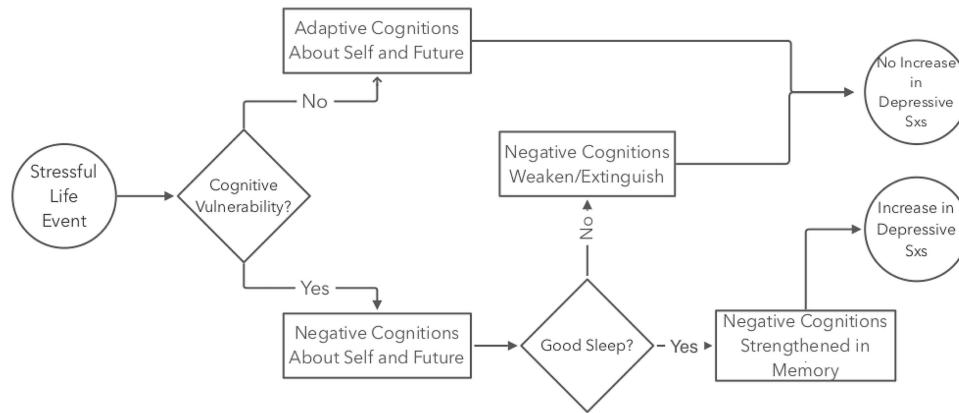 Adaptive Cognitions
About Self and Future
No Increase
in
Depressive
Sxs
No
Negative Cognitions
Weaken/Extinguish
Stressful
Life
Event
Cognitive
Vulnerability?
Increase in
Depressive
Sxs
No
Yes
Negative Cognitions
About Self and Future
Good Sleep?
Yes
Negative Cognitions
Strengthened in
Memory